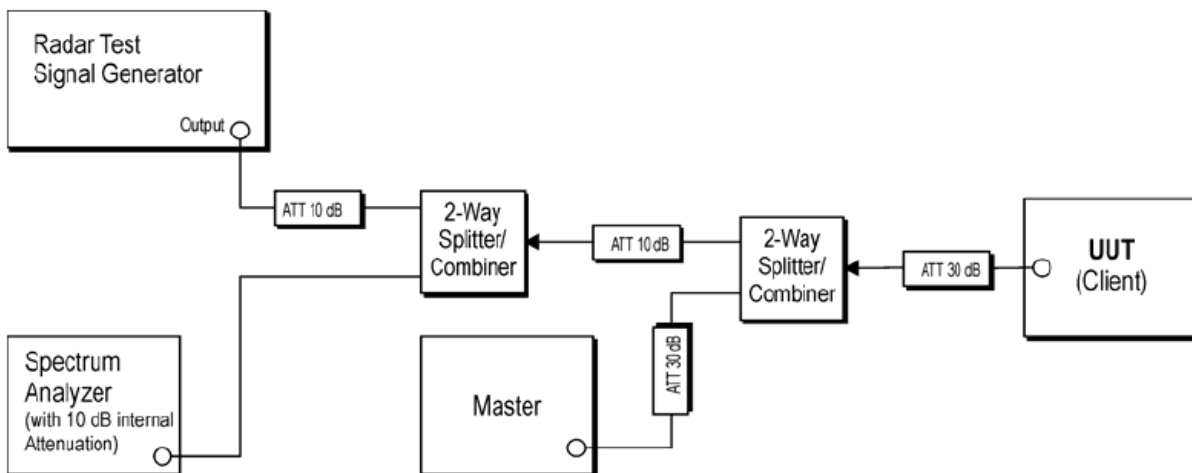 Radar Test
Signal Generator
Output
ATT 10 dB
2-Way
Splitter/
Combiner
ATT 10 dB
2-Way
Splitter/
Combiner
ATT 30 dB
UUT
(Client)
Spectrum
Analyzer
(with 10 dB internal
Attenuation)
Master
ATT 30 dB